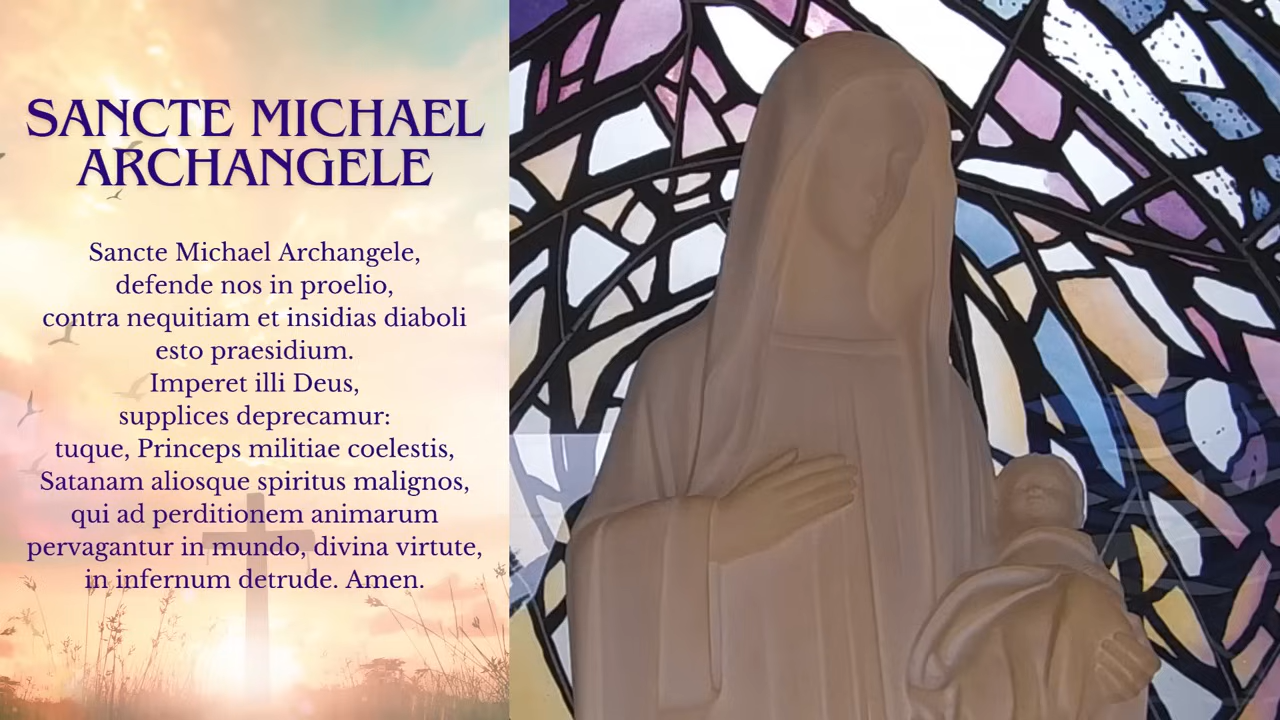 SANCTE MICHAEL
ARCHANGELE
Sancte Michael Archangele,
defende nos in proelio,
contra nequitiam et insidias diaboli
esto praesidium.
Imperet illi Deus,
supplices deprecamur:
tuque, Princeps militiae coelestis,
Satanam aliosque spiritus malignos,
qui ad perditionem animarum
pervagantur in mundo, divina virtute,
in infernum detrude. Amen.